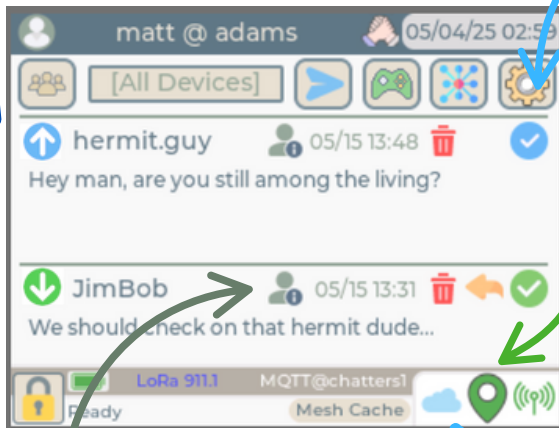 matt @ adams 05/04/25 02:59
[All Devices]
hermit.guy 05/15 13:48
Hey man, are you still among the living?
JimBob 05/15 13:31
We should check on that hermit dude...
LoRa 911.1 MQTT@chatters1
Ready Mesh Cache